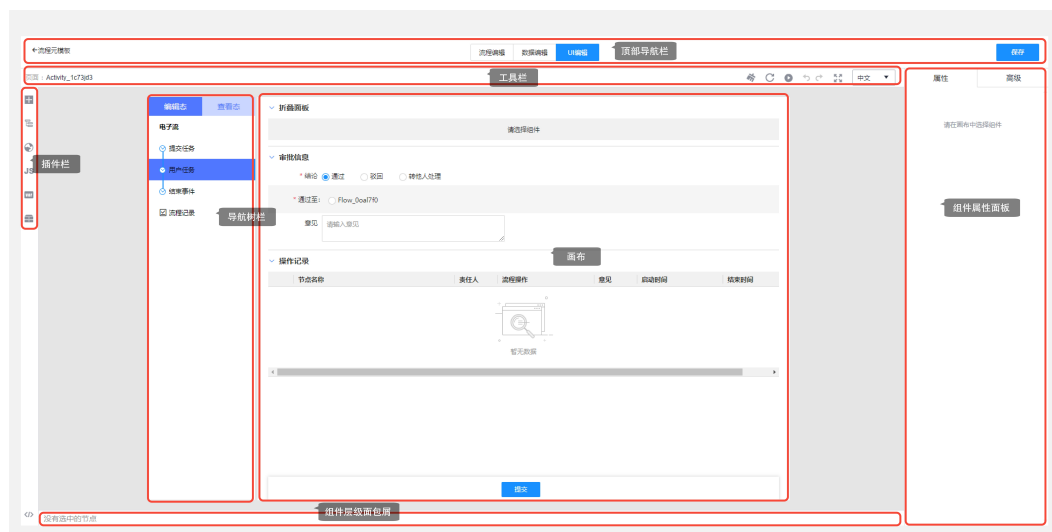 ←流程元模板
流程编辑 数据编辑 UI编辑
顶部导航栏
保存
页面 : Activity_1c73jd3
工具栏
中文
属性 高级
请在画布中选择组件
插件栏
JS
编辑态 查看态
电子流
提交任务
用户任务
结束事件
流程记录
导航树栏
折叠面板
请选择组件
审批信息
* 结论 通过 驳回 转他人处理
* 通过至: Flow_0oal7f0
意见 请输入意见
画布
操作记录
节点名称 责任人 流程操作 意见 启动时间 结束时间
暂无数据
组件属性面板
提交
组件层级面包屑
</>
没有选中的节点